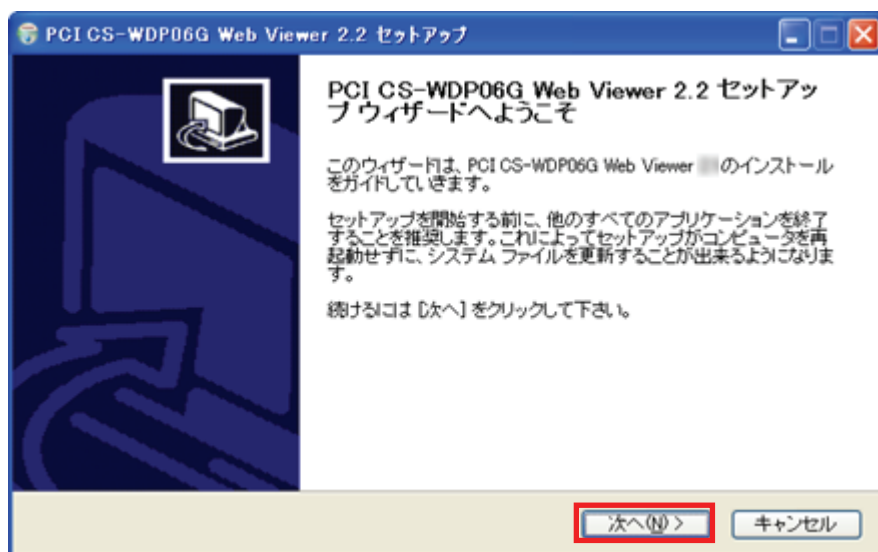 PCI CS-WDP06G Web Viewer 2.2 セットアップ
PCI CS-WDP06G Web Viewer 2.2 セットアッ
プ ウィザードへようこそ
このウィザードは、PCI CS-WDP06G Web Viewer のインストール
をガイドしていきます。
セットアップを開始する前に、他のすべてのアプリケーションを終了
することを推奨します。これによってセットアップがコンピュータを再
起動せずに、システム ファイルを更新することが出来るようになりま
す。
続けるには [次へ] をクリックして下さい。
次へ(N) >
キャンセル